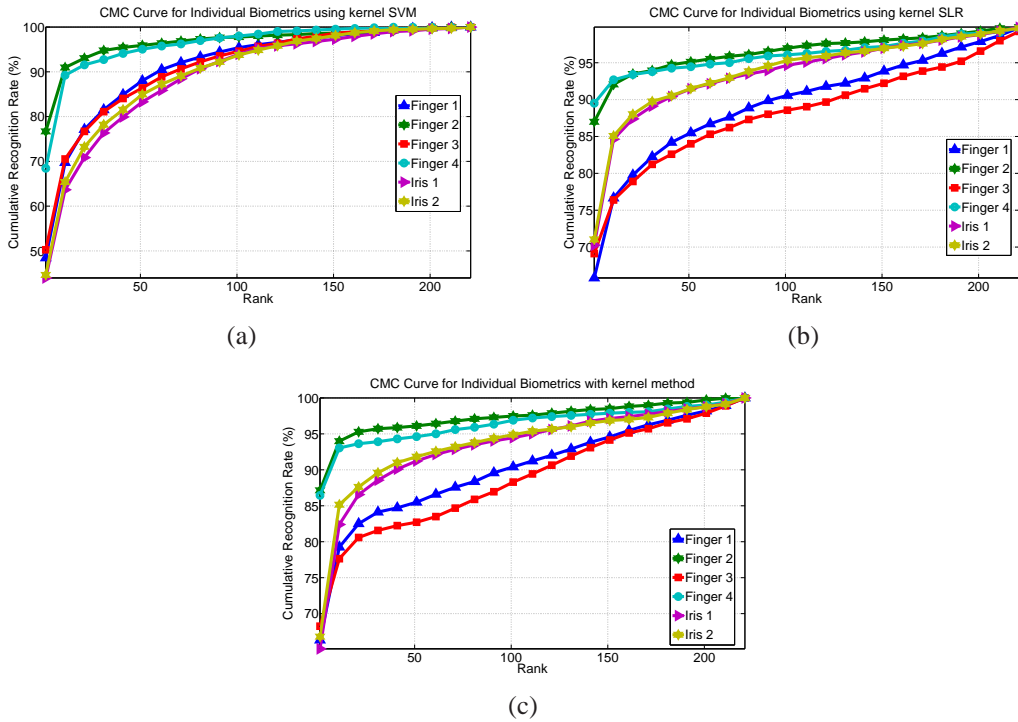 CMC Curve for Individual Biometrics using kernel SVM
100
90
80
70
60
50
Cumulative Recognition Rate (%)
50
100
150
200
Rank
Finger 1
Finger 2
Finger 3
Finger 4
Iris 1
Iris 2
(a)
CMC Curve for Individual Biometrics using kernel SLR
95
90
85
80
75
70
Cumulative Recognition Rate (%)
50
100
150
200
Rank
Finger 1
Finger 2
Finger 3
Finger 4
Iris 1
Iris 2
(b)
CMC Curve for Individual Biometrics with kernel method
100
95
90
85
80
75
70
Cumulative Recognition Rate (%)
50
100
150
200
Rank
Finger 1
Finger 2
Finger 3
Finger 4
Iris 1
Iris 2
(c)